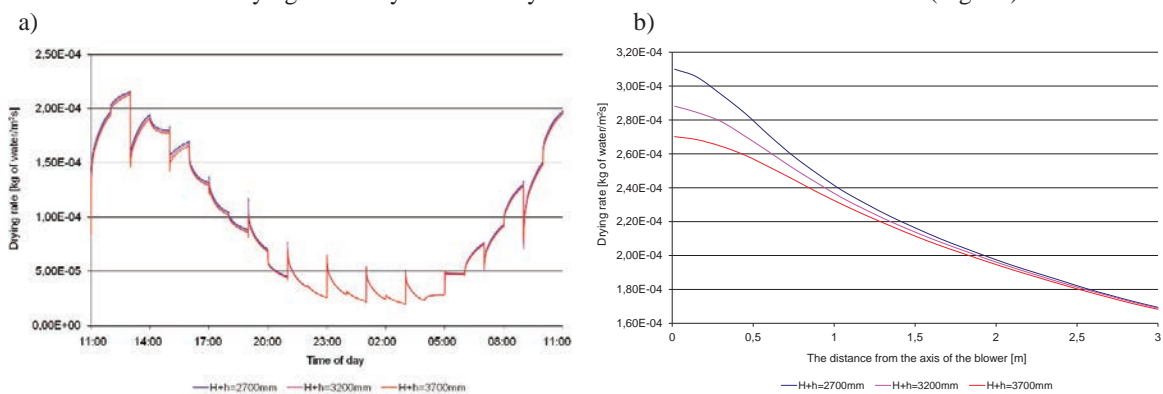 drying
a)
b)
2,50E-04
2,00E-04
1,50E-04
1,00E-04
5,00E-05
0,00E+00
Drying rate [kg of water/m²s]
11:00 14:00 17:00 20:00 23:00 02:00 05:00 08:00 11:00
Time of day
H+h=2700mm H+h=3200mm H+h=3700mm
3,20E-04
3,00E-04
2,80E-04
2,60E-04
2,40E-04
2,20E-04
2,00E-04
1,80E-04
1,60E-04
Drying rate [kg of water/m²s]
0 0,5 1 1,5 2 2,5 3
The distance from the axis of the blower [m]
H+h=2700mm H+h=3200mm H+h=3700mm